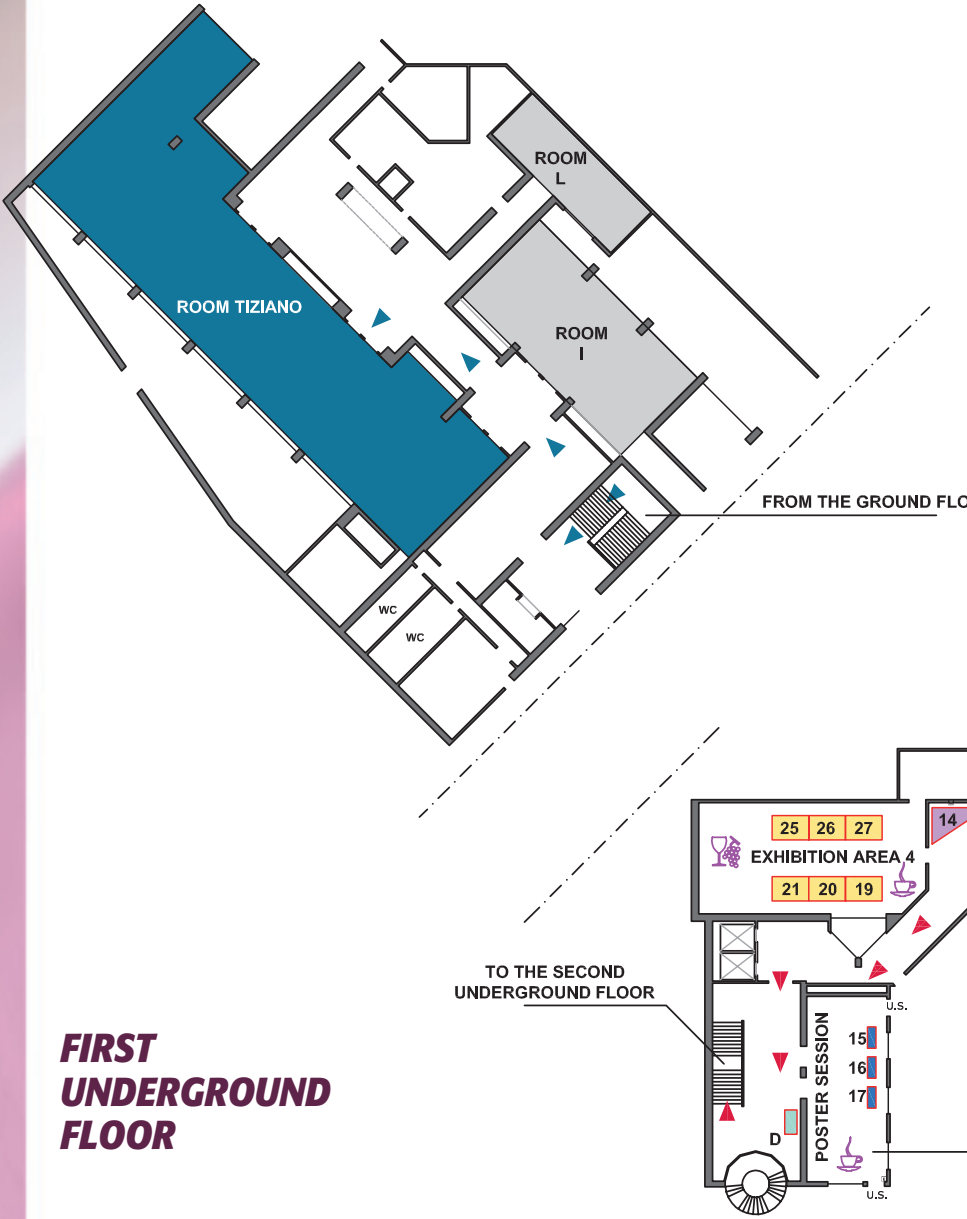 ROOM
L
ROOM TIZIANO
ROOM
I
FROM THE GROUND FLO
WC
WC
14
25 26 27
EXHIBITION AREA 4
21 20 19
TO THE SECOND
UNDERGROUND FLOOR
U.S.
POSTER SESSION
15
16
17
D
U.S.
FIRST
UNDERGROUND
FLOOR